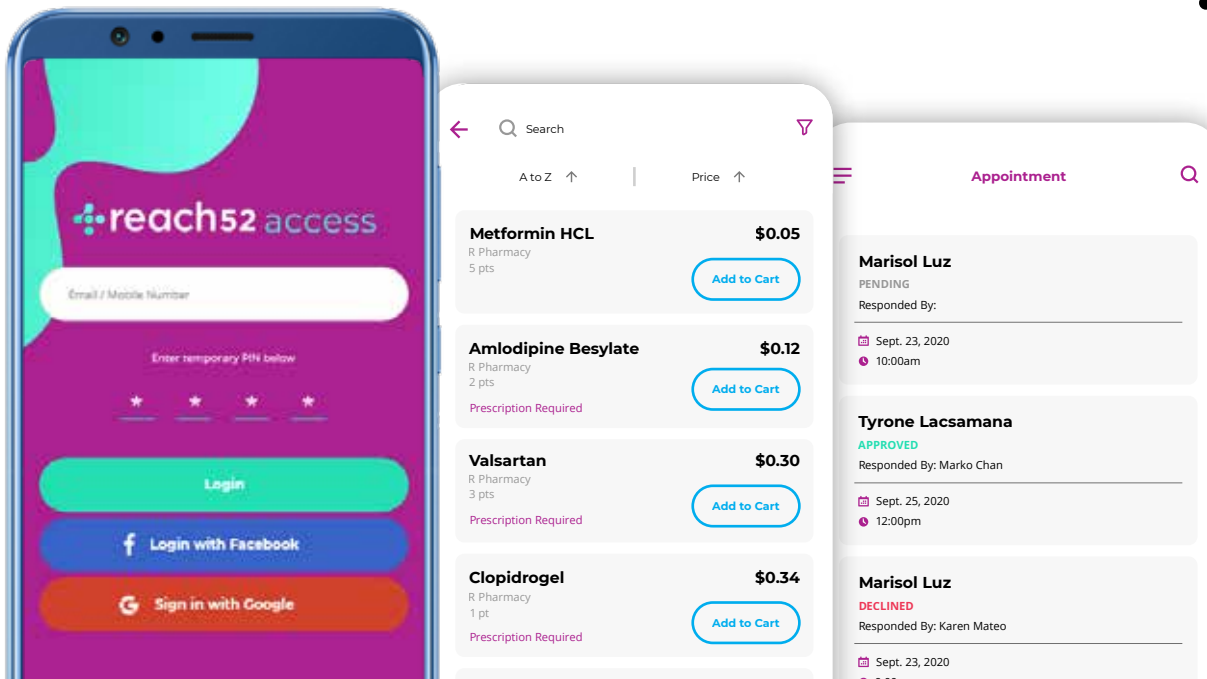 reach52 access
Email / Mobile Number
Enter temporary PIN below
* * * *
Login
Login with Facebook
Sign in with Google
Search
A to Z
Price
Metformin HCL
$0.05
R Pharmacy
5 pts
Add to Cart
Amlodipine Besylate
$0.12
R Pharmacy
2 pts
Add to Cart
Prescription Required
Valsartan
$0.30
R Pharmacy
3 pts
Add to Cart
Prescription Required
Clopidrogel
$0.34
R Pharmacy
1 pt
Add to Cart
Prescription Required
Appointment
Marisol Luz
PENDING
Responded By:
Sept. 23, 2020
10:00am
Tyrone Lacsamana
APPROVED
Responded By: Marko Chan
Sept. 25, 2020
12:00pm
Marisol Luz
DECLINED
Responded By: Karen Mateo
Sept. 23, 2020